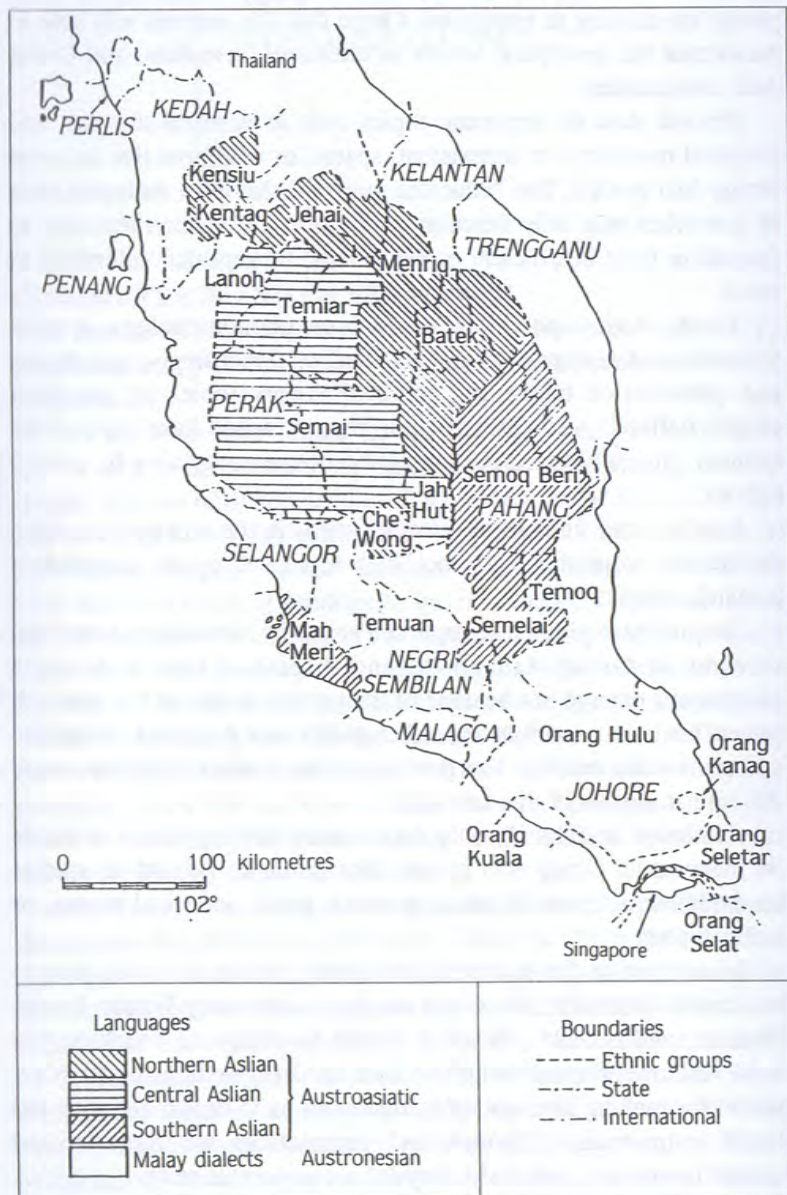 Thailand
KEDAH
PERLIS
KELANTAN
Kensiu
Kentaq
Jehai
TRENGGANU
Menriq
PENANG
Lanoh
Temiar
Batek
PERAK
Semai
Semoq Beri
Jah
Hut
PAHANG
Che
Wong
SELANGOR
Temoq
Temuan
Semelai
Mah
Meri
NEGRI
SEMBILAN
MALACCA
Orang Hulu
Orang
Kanaq
JOHORE
Orang
Kuala
Orang
Seletar
0 100 kilometres
102°
Orang
Selat
Singapore
Languages
Northern Aslian
Central Aslian
Southern Aslian
Austroasiatic
Malay dialects Austronesian
Boundaries
Ethnic groups
State
International